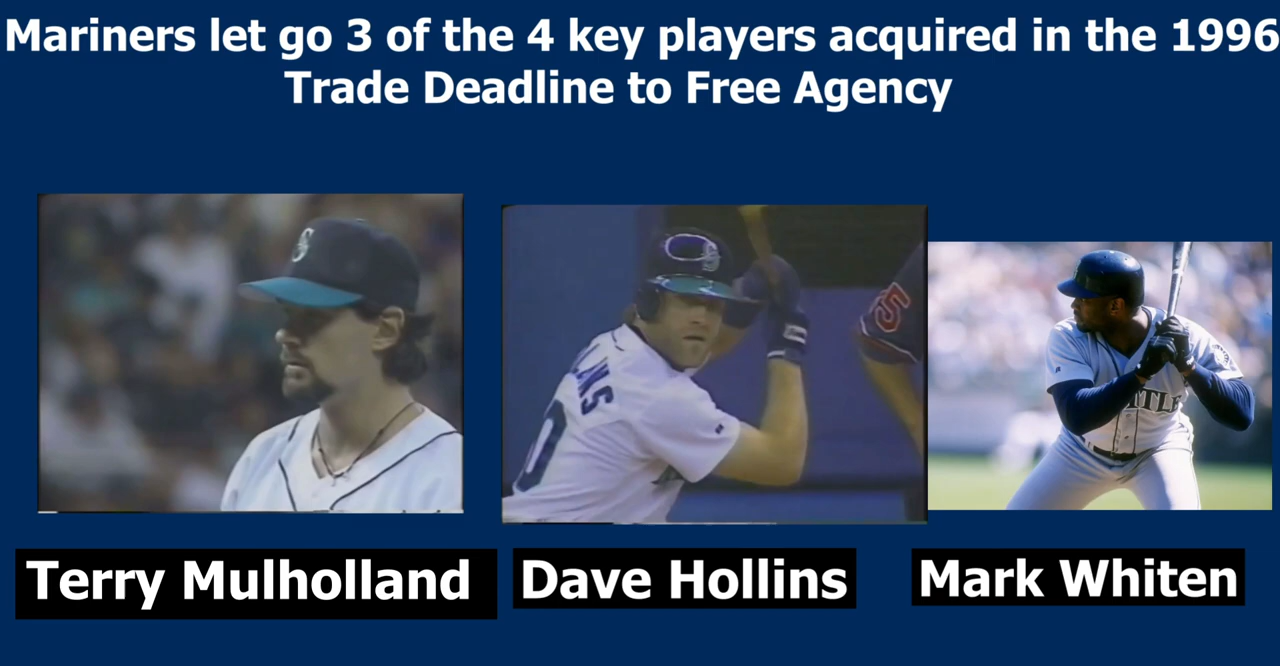 Mariners let go 3 of the 4 key players acquired in the 1996
Trade Deadline to Free Agency
Terry Mulholland
Dave Hollins
Mark Whiten